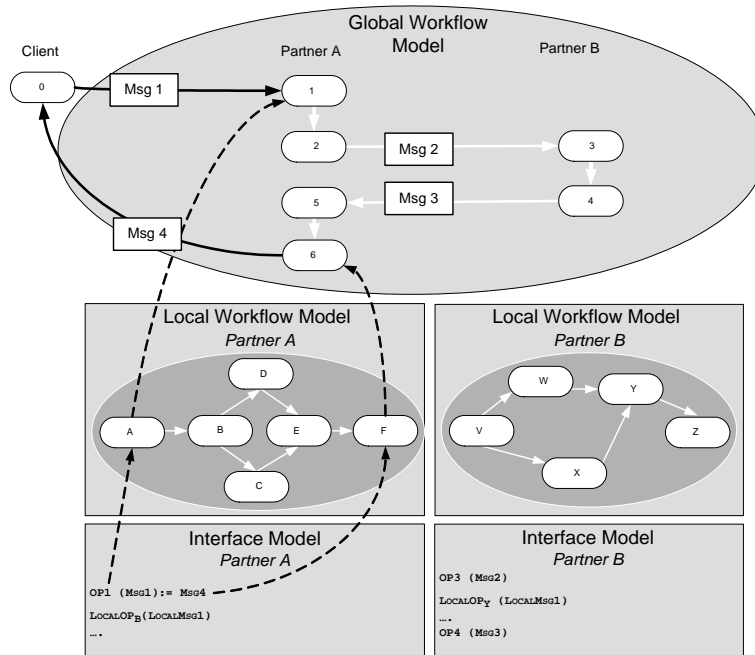 Global Workflow
Model
Client
Partner A
Partner B
0
Msg 1
1
2
Msg 2
3
5
Msg 3
4
Msg 4
6
Local Workflow Model
Partner A
D
A
B
E
F
C
Local Workflow Model
Partner B
W
Y
V
Z
X
Interface Model
Partner A
OP1 (Msg1):= Msg4
LocalOPB(LocalMsg1)
….
Interface Model
Partner B
OP3 (Msg2)
LocalOPY (LocalMsg1)
….
OP4 (Msg3)